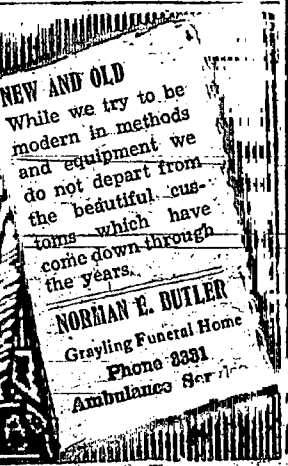 NEW AND OLD
While we try to be
modern in methods
and equipment we
do not depart from
the beautiful cus-
toms which have
come down through
the years.
NORMAN E. BUTLER
Grayling Funeral Home
Phone 3331
Ambulance Service